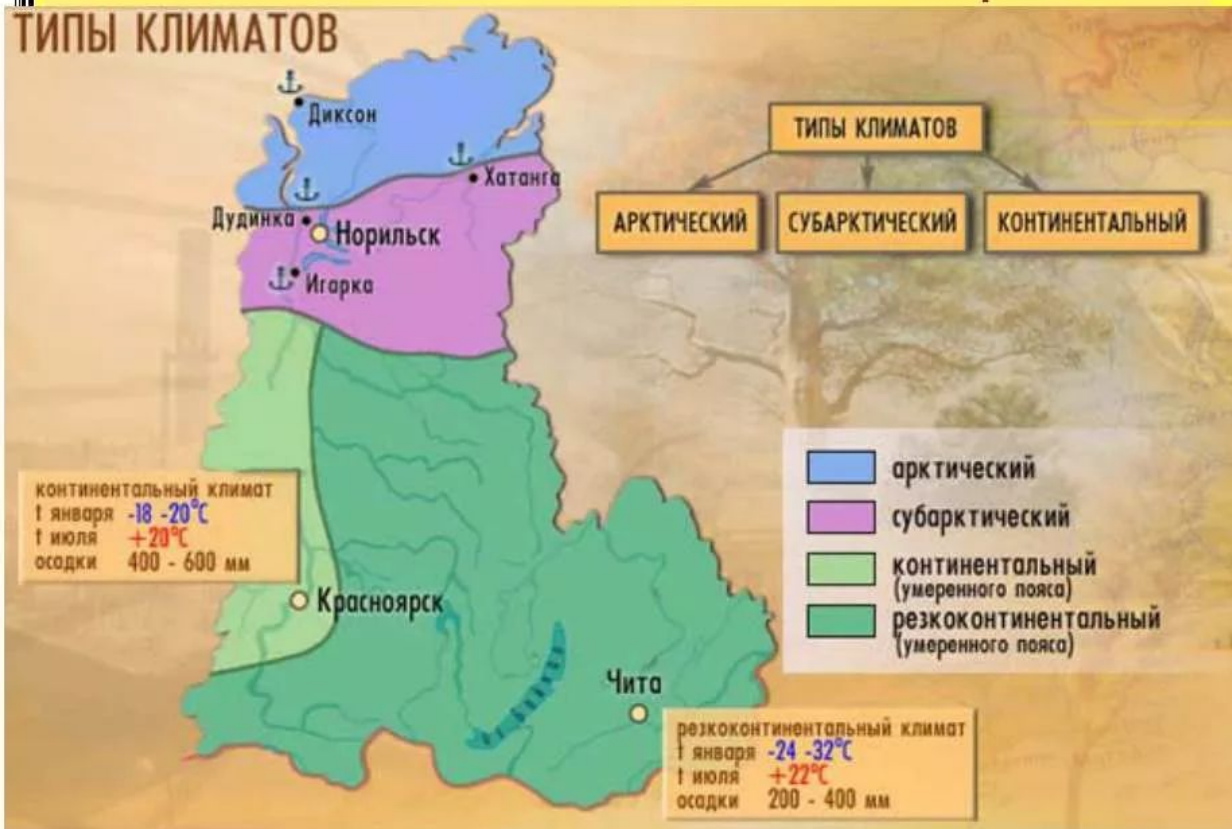 ТИПЫ КЛИМАТОВ
Диксон
Хатанга
Дудинка
Норильск
Игарка
ТИПЫ КЛИМАТОВ
АРКТИЧЕСКИЙ
СУБАРКТИЧЕСКИЙ
КОНТИНЕНТАЛЬНЫЙ
континентальный климат
t января -18 -20°C
t июля +20°C
осадки 400 - 600 мм
Красноярск
Чита
арктический
субарктический
континентальный
(умеренного пояса)
резкоконтинентальный
(умеренного пояса)
резкоконтинентальный климат
t января -24 -32°C
t июля +22°C
осадки 200 - 400 мм